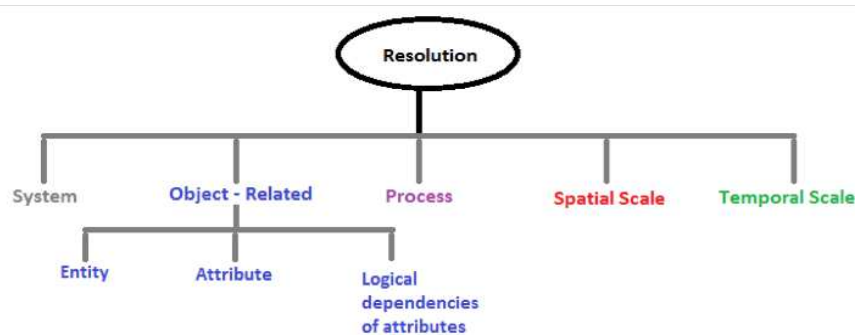 Resolution
System
Object - Related
Process
Spatial Scale
Temporal Scale
Entity
Attribute
Logical
dependencies
of attributes